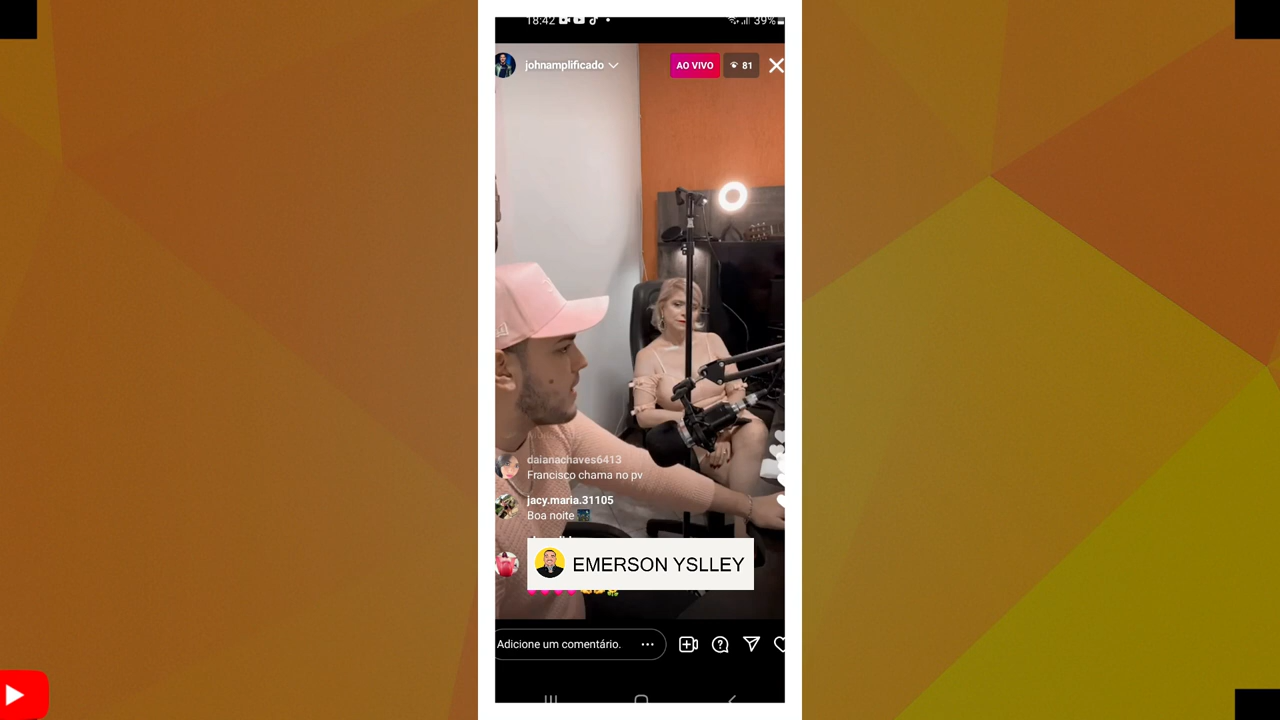 18:42
39%
johnamplificado
AO VIVO
81
daianachaves6413
Francisco chama no pv
jacy.maria.31105
Boa noite
EMERSON YSLLEY
Adicione um comentário.